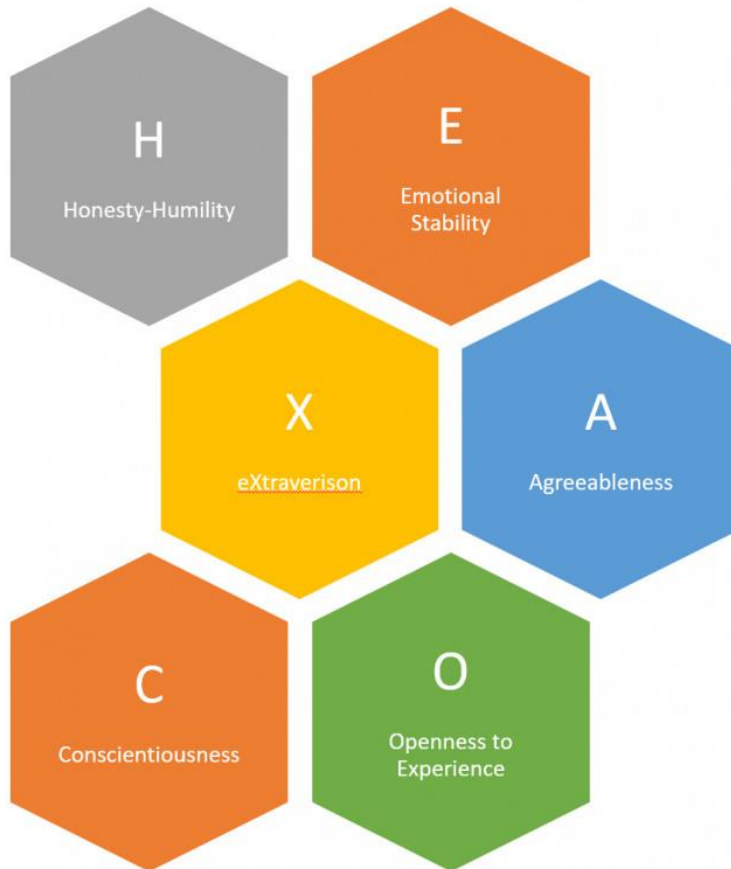 H
Honesty-Humility
E
Emotional
Stability
X
eXtraverison
A
Agreeableness
C
Conscientiousness
O
Openness to
Experience